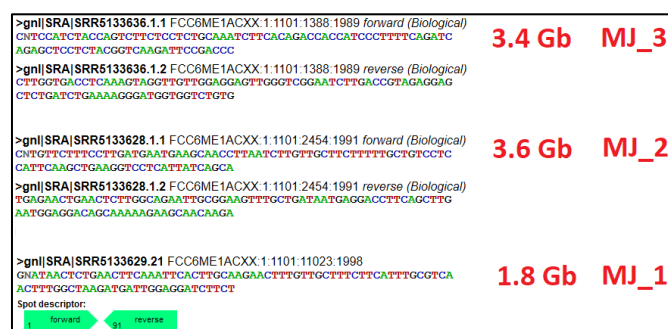 >gnl|SRA|SRR5133636.1.1 FCC6ME1ACXX:1:1101:1388:1989 forward (Biological)
CNTCCATCTACCAGTCTTCTCCTCTGCAAATCTTCACAGACCACCATCCCTTTTCAGATC
AGAGCTCCTCTACGGTCAAGATTCCGACCC
3.4 Gb MJ_3
>gnl|SRA|SRR5133636.1.2 FCC6ME1ACXX:1:1101:1388:1989 reverse (Biological)
CTTGGTGACCTCAAAGTAGGTTGTTGGAGGAGTTGGGTCGGAATCTTGACCGTAGAGGAG
CTCTGATCTGAAAAGGGATGGTGGTCTGTG
>gnl|SRA|SRR5133628.1.1 FCC6ME1ACXX:1:1101:2454:1991 forward (Biological)
CNTGTTCTTTCCTTGATGAATGAAGCAACCTTAATCTTGTTGCTTCTTTTTGCTGTCCTC
CATTCAAGCTGAAGGTCCTCATTATCAGCA
3.6 Gb MJ_2
>gnl|SRA|SRR5133628.1.2 FCC6ME1ACXX:1:1101:2454:1991 reverse (Biological)
TGAGAACTGAACTCTTGGCAGAATTGCGGAAGTTTGCTGATAATGAGGACCTTCAGCTTG
AATGGAGGACAGCAAAAAGAAGCAACAAGA
>gnl|SRA|SRR5133629.21 FCC6ME1ACXX:1:1101:11023:1998
GNATAACTCTGAACTTCAAATTCACTTGCAAGAACTTTGTTGCTTTCTTCATTTGCGTCA
ACTTTGGCTAAGATGATTGGAGGATCTTCT
1.8 Gb MJ_1
Spot descriptor:
1 forward 91 reverse